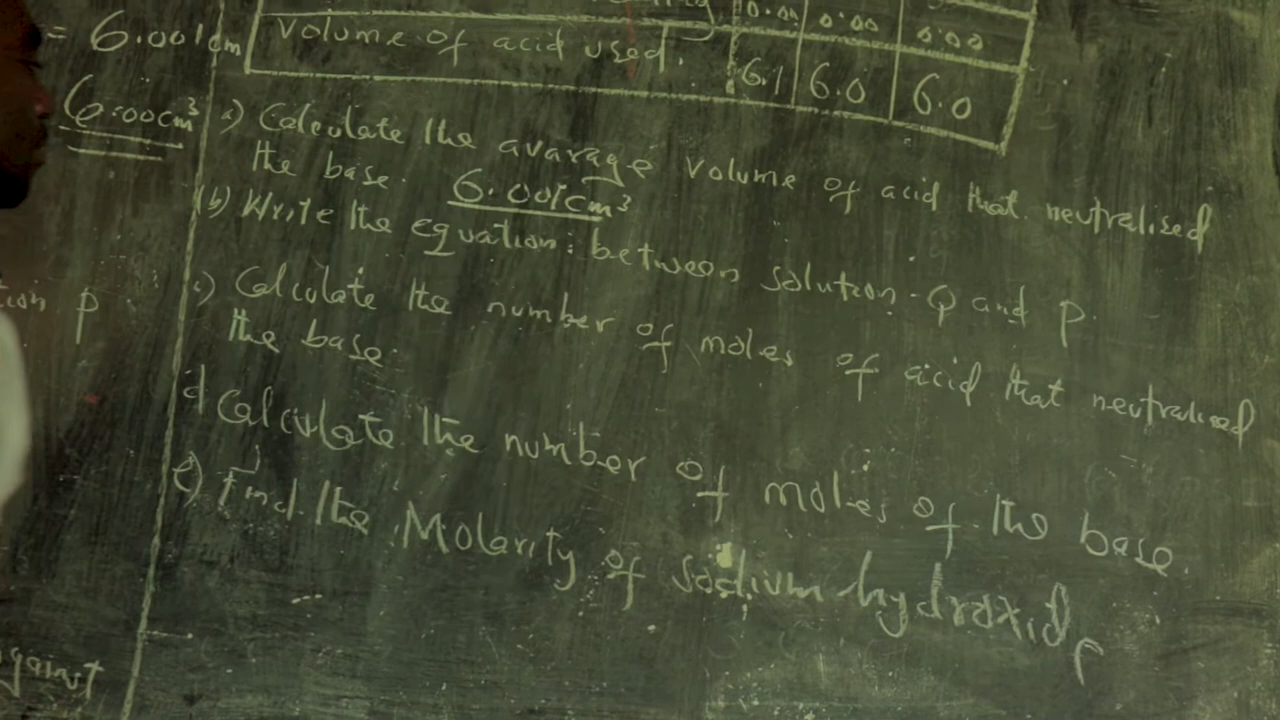 = 6.001cm
6.00cm³
tion P
against
10.00 0.00 0.00
Volume of acid used. 6.1 6.0 6.0
a) Calculate the avarage volume of acid that neutralised
the base. 6.001cm³
(b) Write the equation between solution Q and P.
c) Calculate the number of moles of acid that neutralised
the base.
d Calculate the number of moles of the base.
e) Find the Molarity of sodium hydroxide